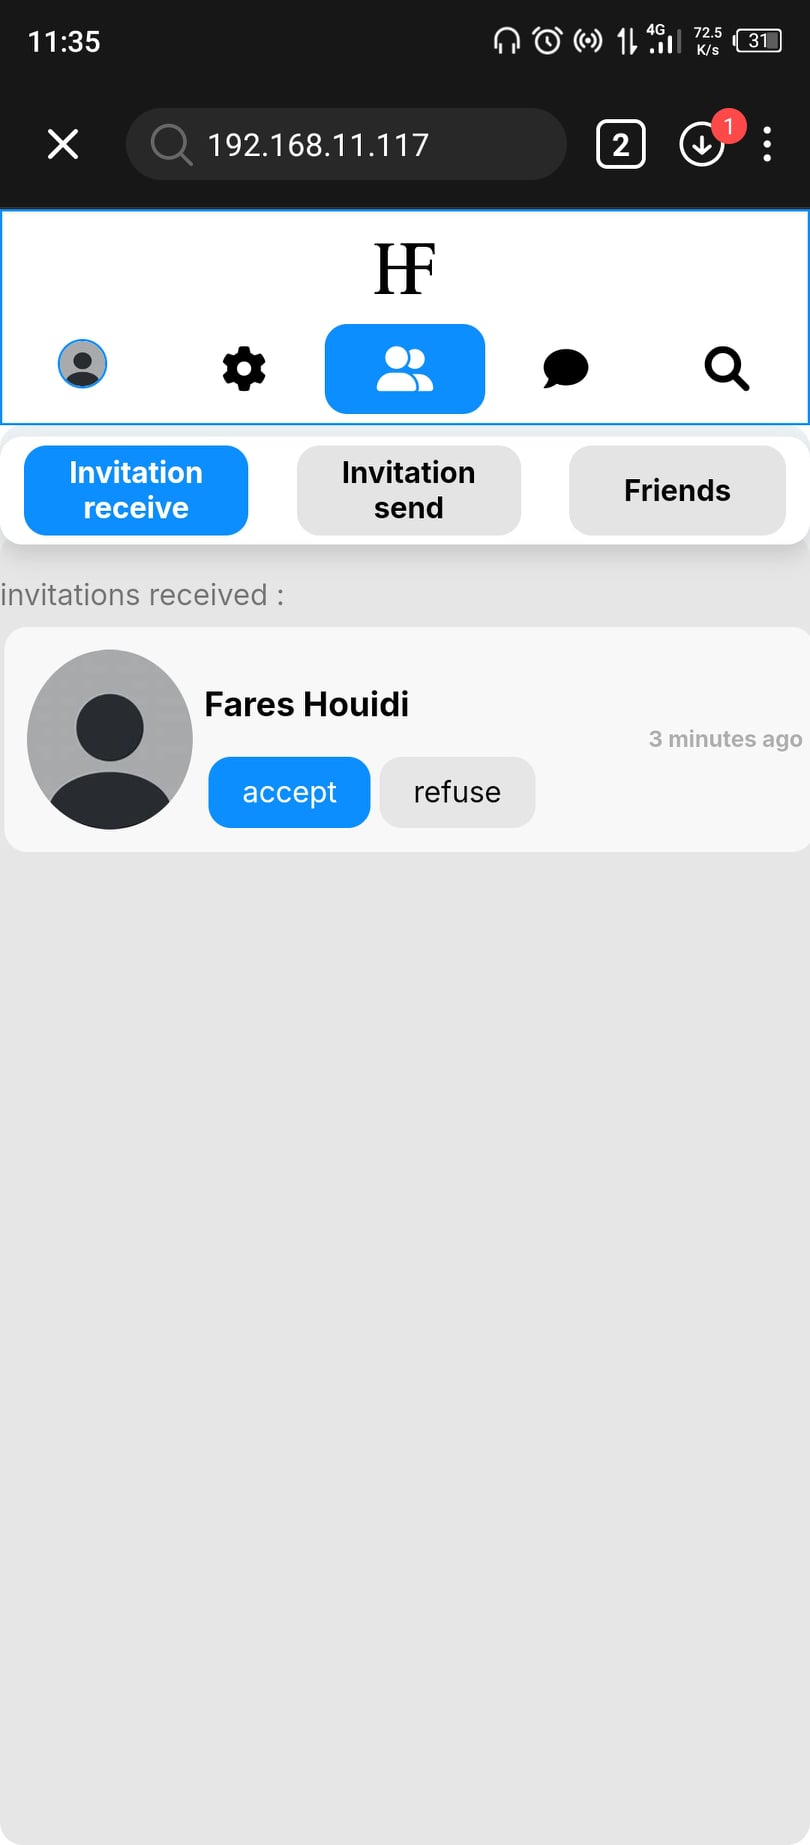 11:35
4G
72.5
K/s
31
192.168.11.117
2
1
HF
Invitation
receive
Invitation
send
Friends
invitations received :
Fares Houidi
3 minutes ago
accept
refuse